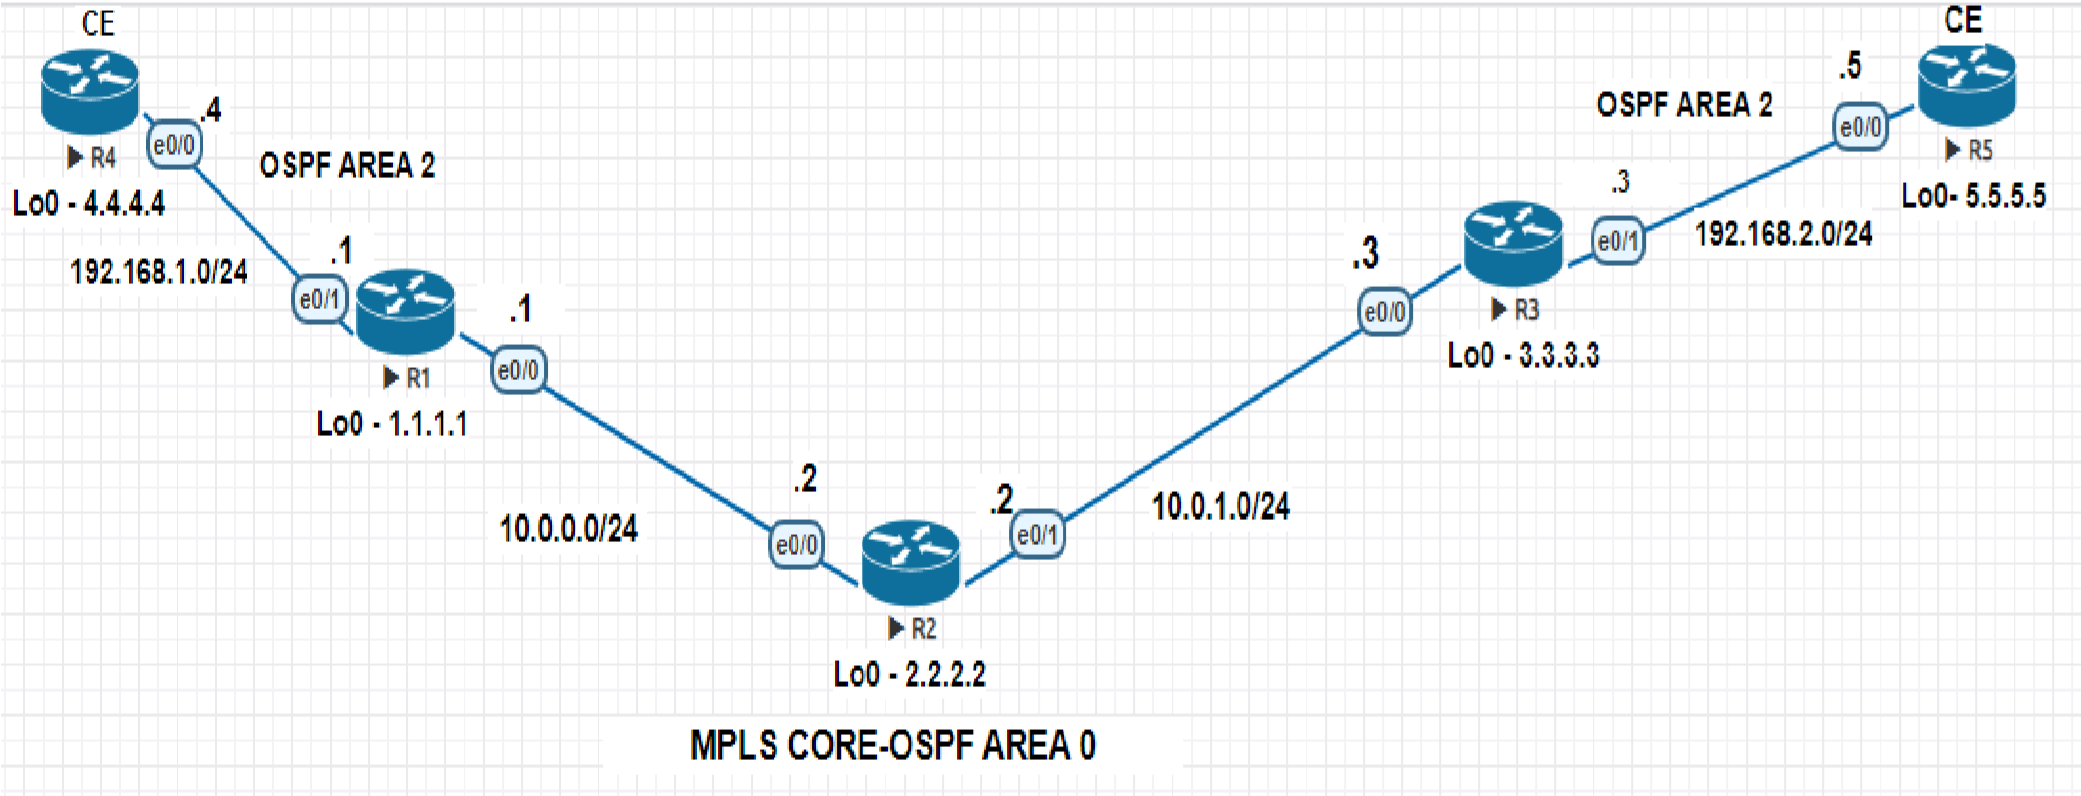 CE
CE
.4
.5
e0/0
OSPF AREA 2
OSPF AREA 2
e0/0
R4
R5
Lo0 - 4.4.4.4
Lo0- 5.5.5.5
.1
.3
192.168.1.0/24
192.168.2.0/24
e0/1
.1
.3
e0/1
R1
e0/0
e0/0
R3
Lo0 - 1.1.1.1
Lo0 - 3.3.3.3
.2
.2
10.0.0.0/24
10.0.1.0/24
e0/0
e0/1
R2
Lo0 - 2.2.2.2
MPLS CORE-OSPF AREA 0